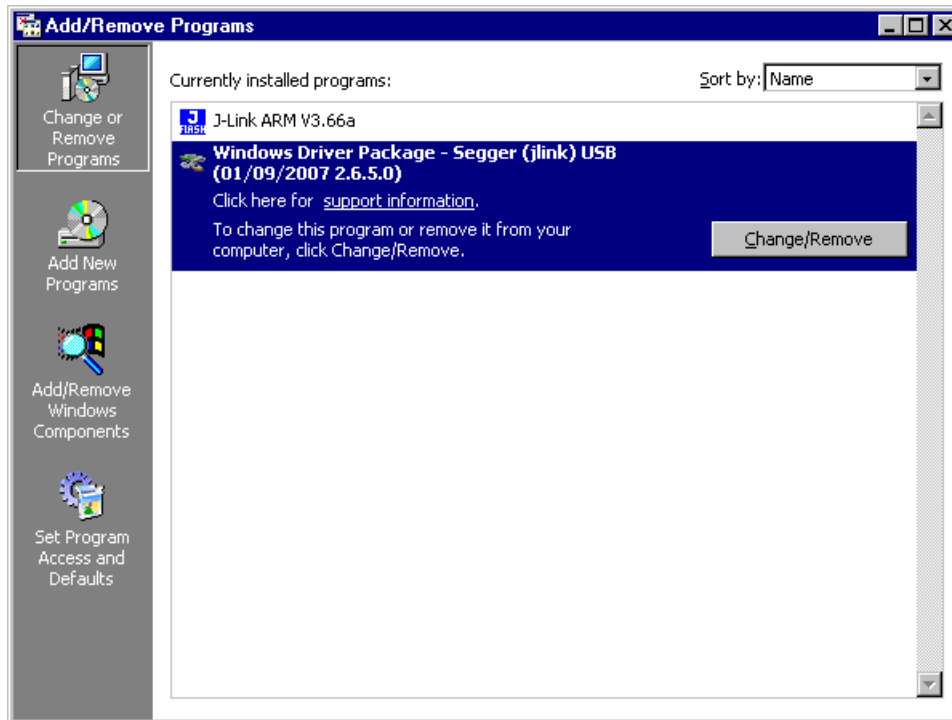 Add/Remove Programs
Change or
Remove
Programs
Add New
Programs
Add/Remove
Windows
Components
Set Program
Access and
Defaults
Currently installed programs:
Sort by: Name
J
FLASH
J-Link ARM V3.66a
Windows Driver Package - Segger (jlink) USB
(01/09/2007 2.6.5.0)
Click here for support information.
To change this program or remove it from your
computer, click Change/Remove.
Change/Remove